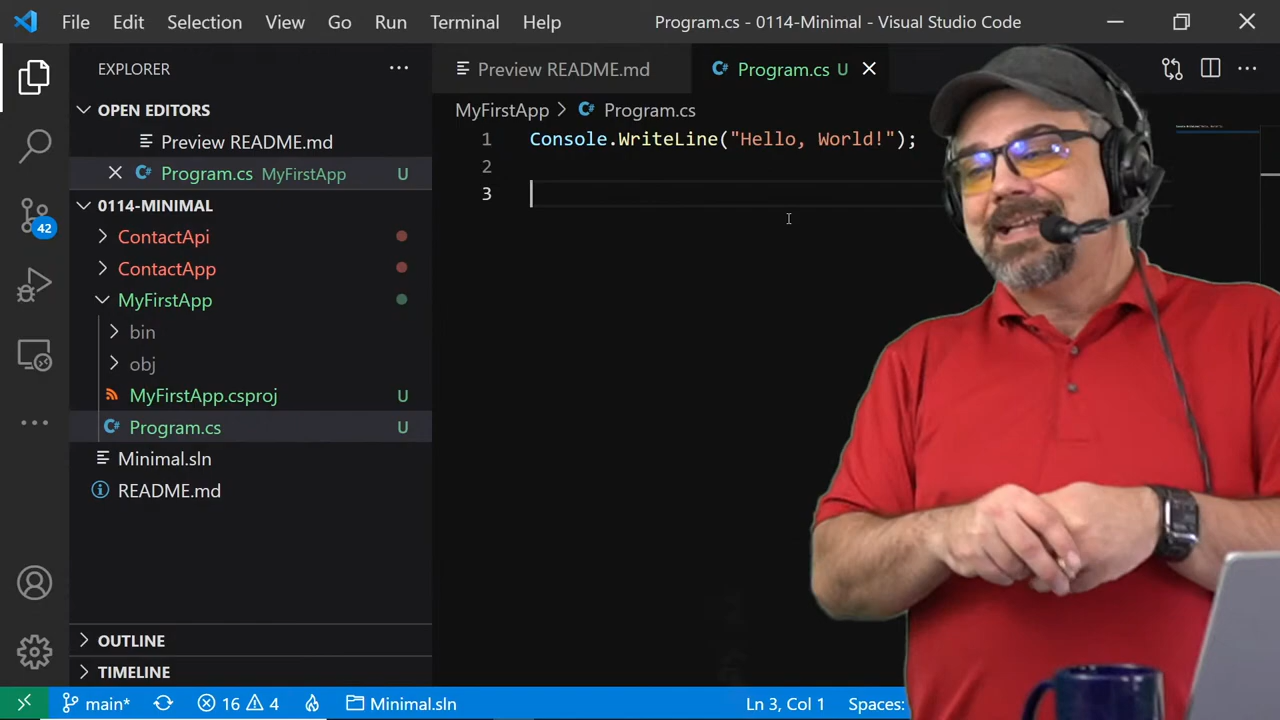 File Edit Selection View Go Run Terminal Help Program.cs - 0114-Minimal - Visual Studio Code
EXPLORER
OPEN EDITORS
Preview README.md
Program.cs MyFirstApp U
0114-MINIMAL
ContactApi
ContactApp
MyFirstApp
bin
obj
MyFirstApp.csproj U
Program.cs U
Minimal.sln
README.md
OUTLINE
TIMELINE
42
Preview README.md
Program.cs U
MyFirstApp > Program.cs
1 Console.WriteLine("Hello, World!");
2
3
main* 16 4 Minimal.sln Ln 3, Col 1 Spaces: